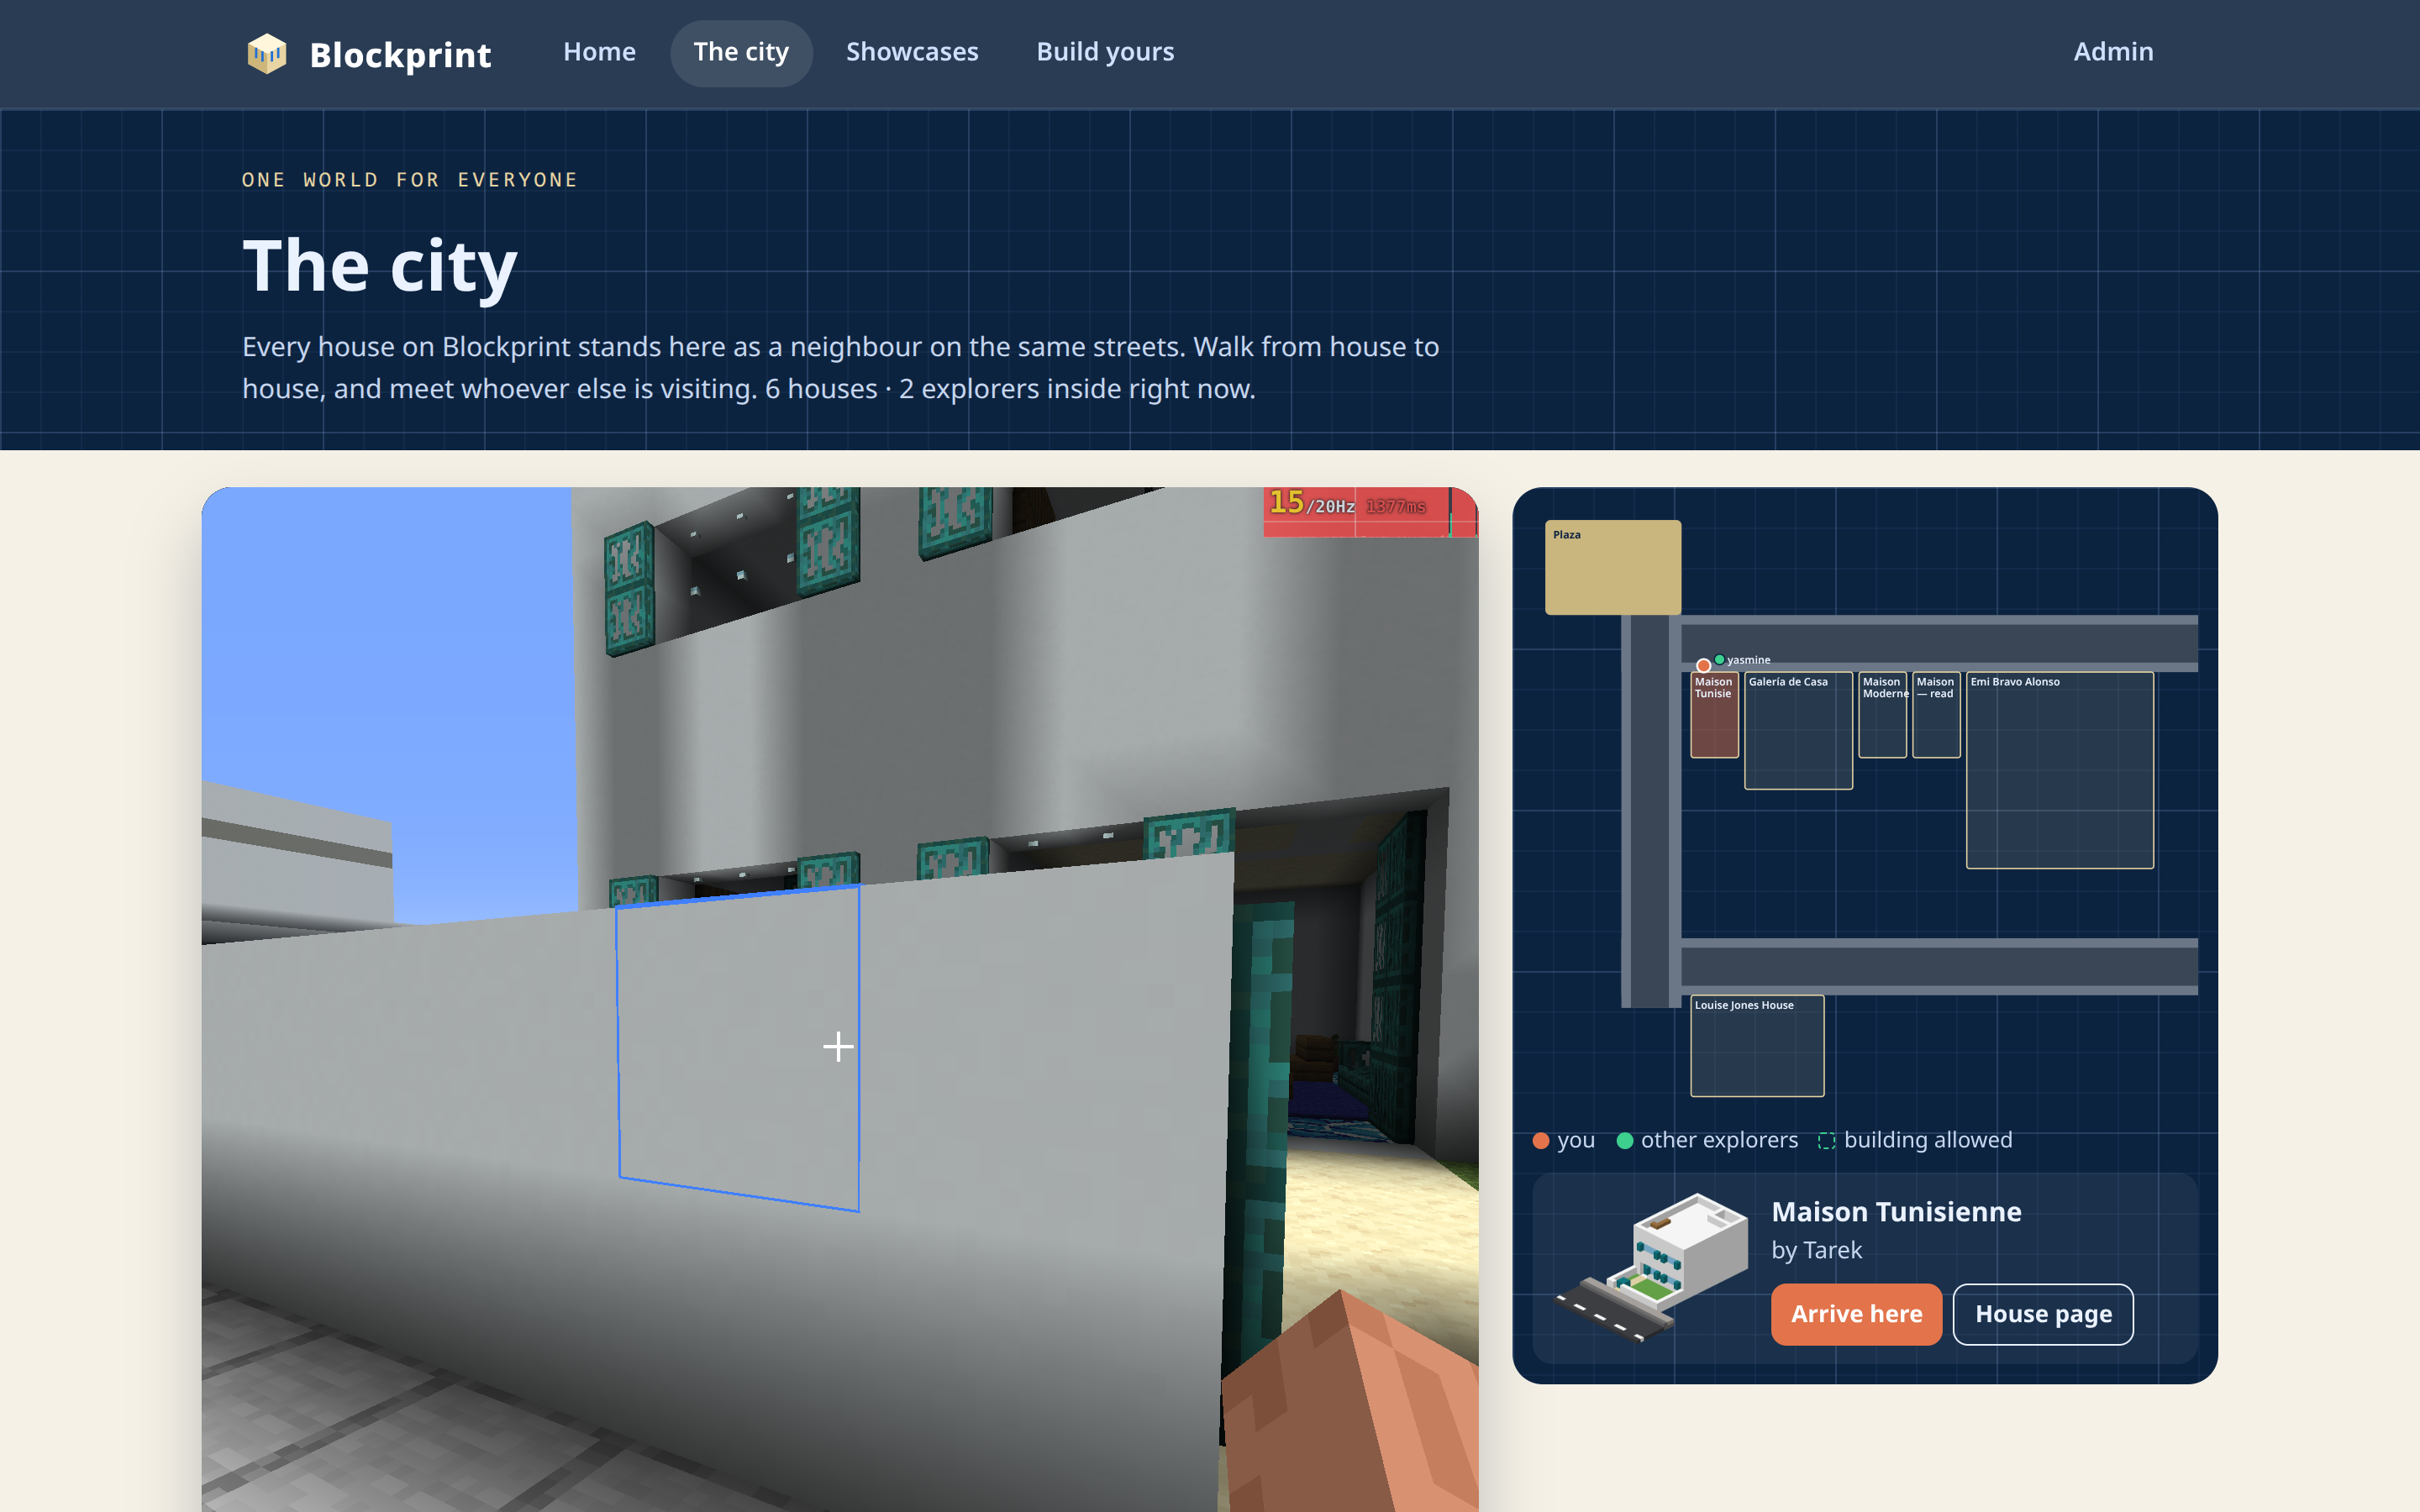 Blockprint
Home
The city
Showcases
Build yours
Admin
ONE WORLD FOR EVERYONE
The city
Every house on Blockprint stands here as a neighbour on the same streets. Walk from house to
house, and meet whoever else is visiting. 6 houses · 2 explorers inside right now.
15/20Hz 1377ms
Plaza
yasmine
Maison
Tunisie
Galería de Casa
Maison
Moderne
Maison
— read
Emi Bravo Alonso
Louise Jones House
you
other explorers
building allowed
Maison Tunisienne
by Tarek
Arrive here
House page